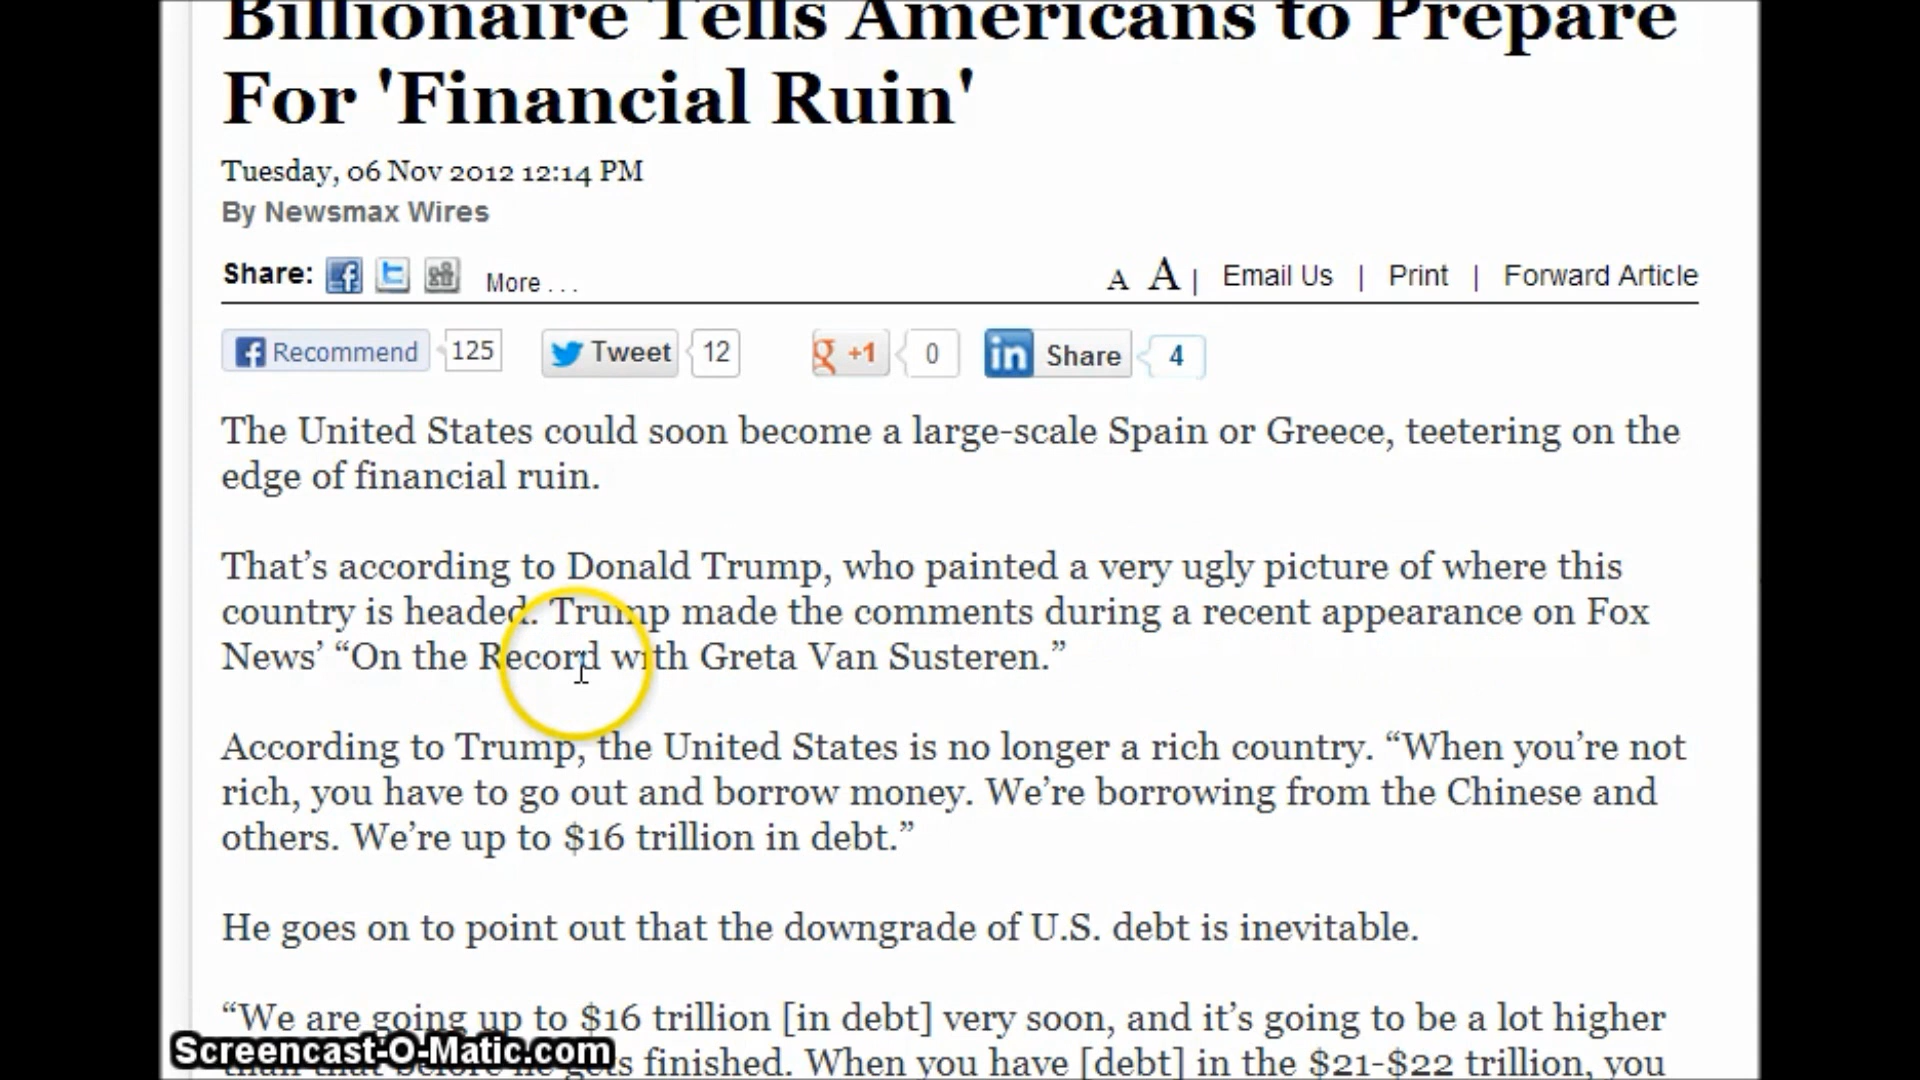 Billionaire Tells Americans to Prepare
For 'Financial Ruin'
Tuesday, 06 Nov 2012 12:14 PM
By Newsmax Wires
Share: More . . . A A | Email Us | Print | Forward Article
Recommend 125 Tweet 12 +1 0 in Share 4
The United States could soon become a large-scale Spain or Greece, teetering on the
edge of financial ruin.
That’s according to Donald Trump, who painted a very ugly picture of where this
country is headed. Trump made the comments during a recent appearance on Fox
News’ “On the Record with Greta Van Susteren.”
According to Trump, the United States is no longer a rich country. “When you’re not
rich, you have to go out and borrow money. We’re borrowing from the Chinese and
others. We’re up to $16 trillion in debt.”
He goes on to point out that the downgrade of U.S. debt is inevitable.
“We are going up to $16 trillion [in debt] very soon, and it’s going to be a lot higher
than that before he gets finished. When you have [debt] in the $21-$22 trillion, you
Screencast-O-Matic.com